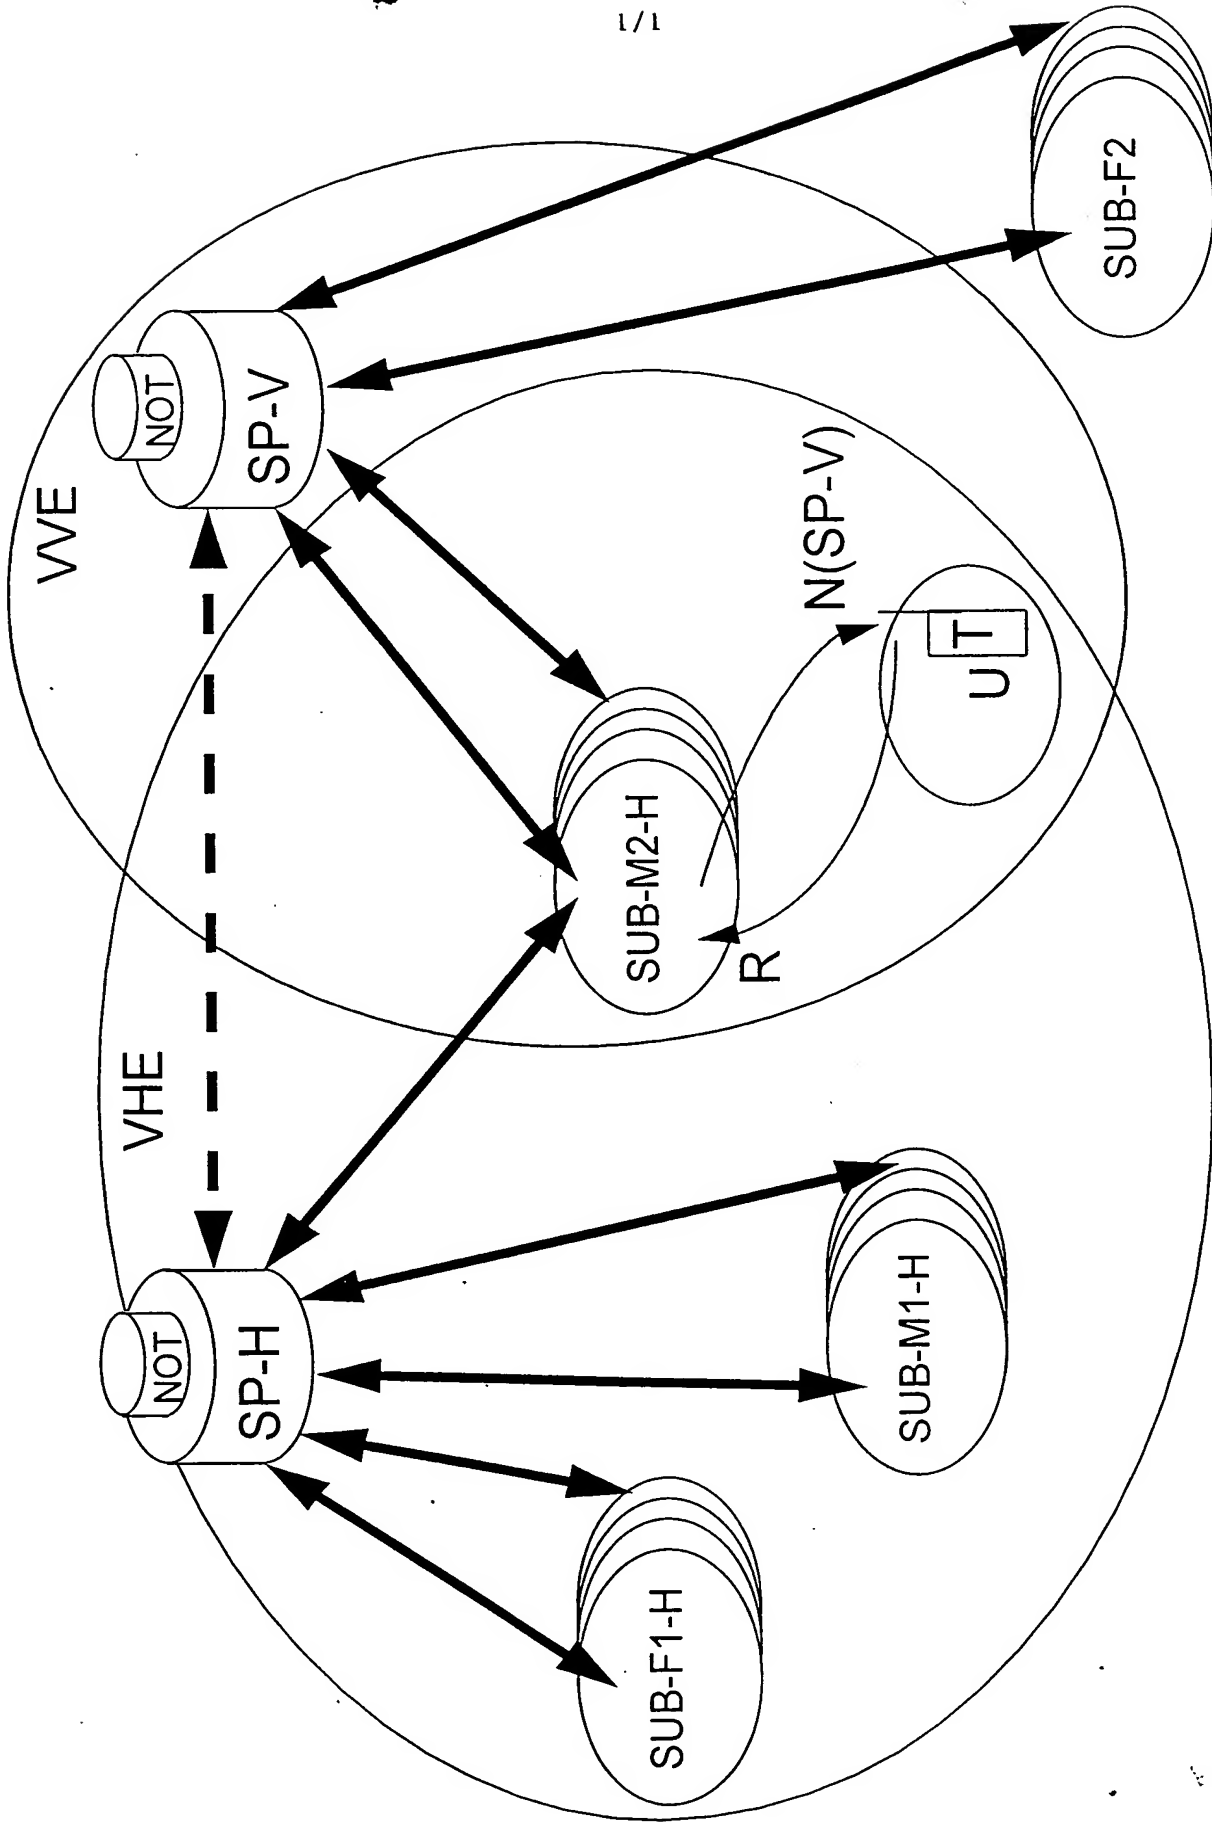 1/1
VHE
VVE
NOT
SP-H
NOT
SP-V
SUB-F1-H
SUB-M1-H
SUB-M2-H
R
N(SP-V)
U
T
SUB-F2